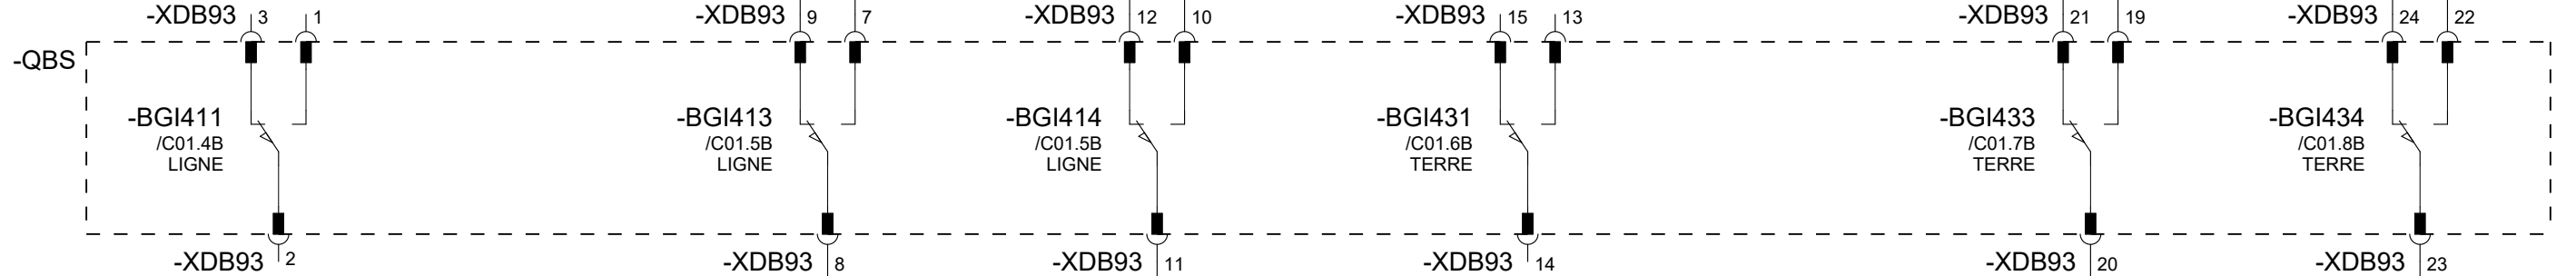 -XDB93 3 1 -XDB93 9 7 -XDB93 12 10 -XDB93 15 13 -XDB93 21 19 -XDB93 24 22
-QBS
-BGI411 -BGI413 -BGI414 -BGI431 -BGI433 -BGI434
/C01.4B /C01.5B /C01.5B /C01.6B /C01.7B /C01.8B
LIGNE LIGNE LIGNE TERRE TERRE TERRE
-XDB93 2 -XDB93 8 -XDB93 11 -XDB93 14 -XDB93 20 -XDB93 23